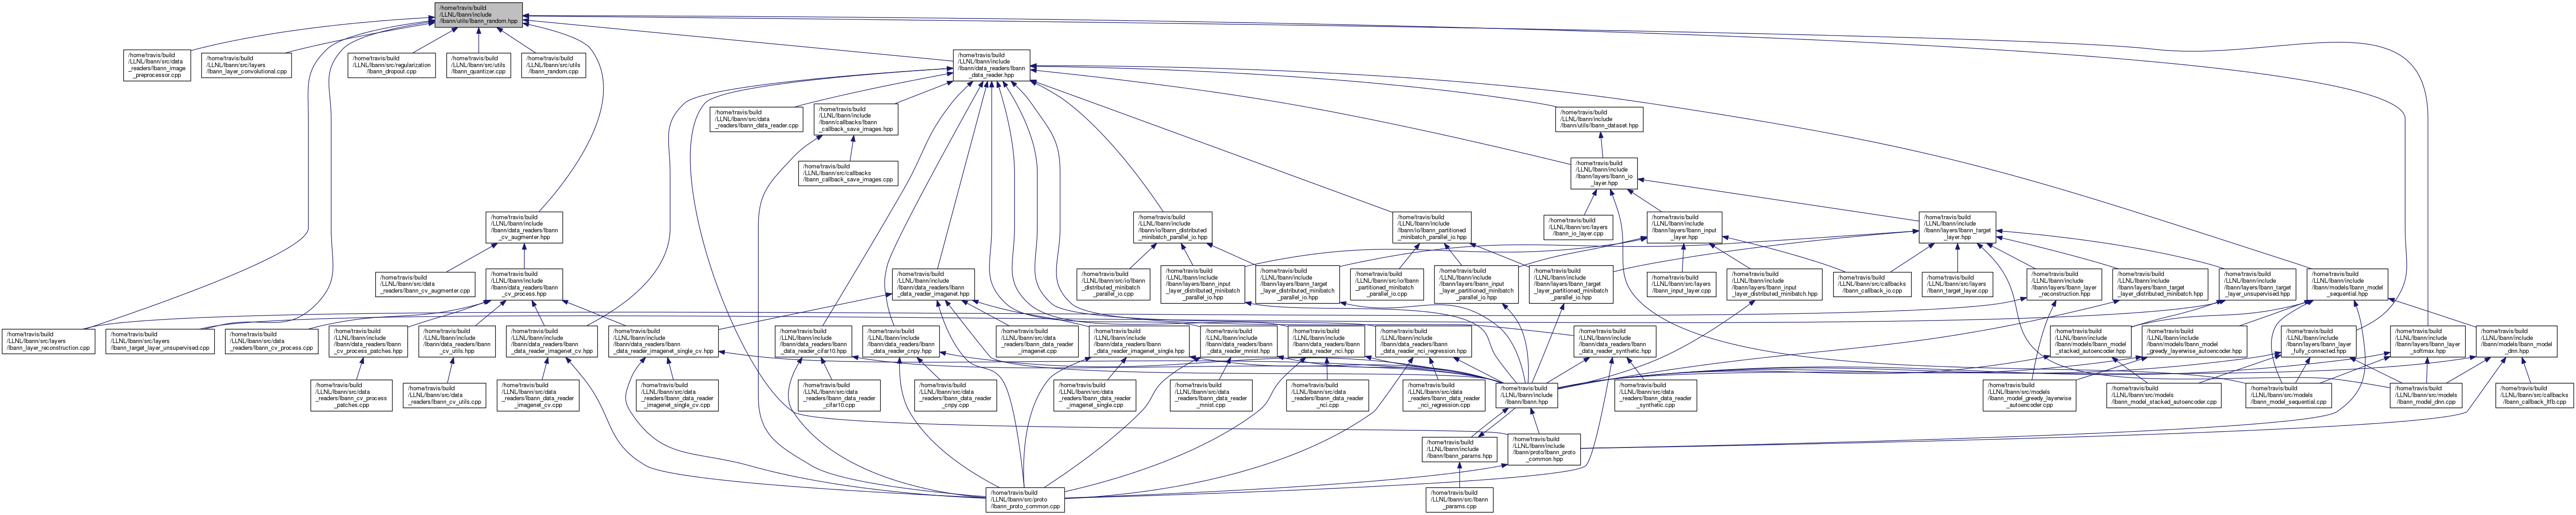 /home/travis/build
/LLNL/lbann/include
/lbann/utils/lbann_random.hpp
/home/travis/build
/LLNL/lbann/src/data
_readers/lbann_image
_preprocessor.cpp
/home/travis/build
/LLNL/lbann/src/layers
/lbann_layer_convolutional.cpp
/home/travis/build
/LLNL/lbann/src/regularization
/lbann_dropout.cpp
/home/travis/build
/LLNL/lbann/src/utils
/lbann_quantizer.cpp
/home/travis/build
/LLNL/lbann/src/utils
/lbann_random.cpp
/home/travis/build
/LLNL/lbann/include
/lbann/data_readers/lbann
_data_reader.hpp
/home/travis/build
/LLNL/lbann/src/data
_readers/lbann_data_reader.cpp
/home/travis/build
/LLNL/lbann/include
/lbann/callbacks/lbann
_callback_save_images.hpp
/home/travis/build
/LLNL/lbann/include
/lbann/utils/lbann_dataset.hpp
/home/travis/build
/LLNL/lbann/src/callbacks
/lbann_callback_save_images.cpp
/home/travis/build
/LLNL/lbann/include
/lbann/layers/lbann_io
_layer.hpp
/home/travis/build
/LLNL/lbann/include
/lbann/data_readers/lbann
_cv_augmenter.hpp
/home/travis/build
/LLNL/lbann/include
/lbann/io/lbann_distributed
_minibatch_parallel_io.hpp
/home/travis/build
/LLNL/lbann/include
/lbann/io/lbann_partitioned
_minibatch_parallel_io.hpp
/home/travis/build
/LLNL/lbann/src/layers
/lbann_io_layer.cpp
/home/travis/build
/LLNL/lbann/include
/lbann/layers/lbann_input
_layer.hpp
/home/travis/build
/LLNL/lbann/include
/lbann/layers/lbann_target
_layer.hpp
/home/travis/build
/LLNL/lbann/src/data
_readers/lbann_cv_augmenter.cpp
/home/travis/build
/LLNL/lbann/include
/lbann/data_readers/lbann
_cv_process.hpp
/home/travis/build
/LLNL/lbann/include
/lbann/data_readers/lbann
_data_reader_imagenet.hpp
/home/travis/build
/LLNL/lbann/src/io/lbann
_distributed_minibatch
_parallel_io.cpp
/home/travis/build
/LLNL/lbann/include
/lbann/layers/lbann_input
_layer_distributed_minibatch
_parallel_io.hpp
/home/travis/build
/LLNL/lbann/include
/lbann/layers/lbann_target
_layer_distributed_minibatch
_parallel_io.hpp
/home/travis/build
/LLNL/lbann/src/io/lbann
_partitioned_minibatch
_parallel_io.cpp
/home/travis/build
/LLNL/lbann/include
/lbann/layers/lbann_input
_layer_partitioned_minibatch
_parallel_io.hpp
/home/travis/build
/LLNL/lbann/include
/lbann/layers/lbann_target
_layer_partitioned_minibatch
_parallel_io.hpp
/home/travis/build
/LLNL/lbann/src/layers
/lbann_input_layer.cpp
/home/travis/build
/LLNL/lbann/include
/lbann/layers/lbann_input
_layer_distributed_minibatch.hpp
/home/travis/build
/LLNL/lbann/src/callbacks
/lbann_callback_io.cpp
/home/travis/build
/LLNL/lbann/src/layers
/lbann_target_layer.cpp
/home/travis/build
/LLNL/lbann/include
/lbann/layers/lbann_layer
_reconstruction.hpp
/home/travis/build
/LLNL/lbann/include
/lbann/layers/lbann_target
_layer_distributed_minibatch.hpp
/home/travis/build
/LLNL/lbann/include
/lbann/layers/lbann_target
_layer_unsupervised.hpp
/home/travis/build
/LLNL/lbann/include
/lbann/models/lbann_model
_sequential.hpp
/home/travis/build
/LLNL/lbann/src/layers
/lbann_layer_reconstruction.cpp
/home/travis/build
/LLNL/lbann/src/layers
/lbann_target_layer_unsupervised.cpp
/home/travis/build
/LLNL/lbann/src/data
_readers/lbann_cv_process.cpp
/home/travis/build
/LLNL/lbann/include
/lbann/data_readers/lbann
_cv_process_patches.hpp
/home/travis/build
/LLNL/lbann/include
/lbann/data_readers/lbann
_cv_utils.hpp
/home/travis/build
/LLNL/lbann/include
/lbann/data_readers/lbann
_data_reader_imagenet_cv.hpp
/home/travis/build
/LLNL/lbann/include
/lbann/data_readers/lbann
_data_reader_imagenet_single_cv.hpp
/home/travis/build
/LLNL/lbann/include
/lbann/data_readers/lbann
_data_reader_cifar10.hpp
/home/travis/build
/LLNL/lbann/include
/lbann/data_readers/lbann
_data_reader_cnpy.hpp
/home/travis/build
/LLNL/lbann/src/data
_readers/lbann_data_reader
_imagenet.cpp
/home/travis/build
/LLNL/lbann/include
/lbann/data_readers/lbann
_data_reader_imagenet_single.hpp
/home/travis/build
/LLNL/lbann/include
/lbann/data_readers/lbann
_data_reader_mnist.hpp
/home/travis/build
/LLNL/lbann/include
/lbann/data_readers/lbann
_data_reader_nci.hpp
/home/travis/build
/LLNL/lbann/include
/lbann/data_readers/lbann
_data_reader_nci_regression.hpp
/home/travis/build
/LLNL/lbann/include
/lbann/data_readers/lbann
_data_reader_synthetic.hpp
/home/travis/build
/LLNL/lbann/include
/lbann/models/lbann_model
_stacked_autoencoder.hpp
/home/travis/build
/LLNL/lbann/include
/lbann/models/lbann_model
_greedy_layerwise_autoencoder.hpp
/home/travis/build
/LLNL/lbann/include
/lbann/layers/lbann_layer
_fully_connected.hpp
/home/travis/build
/LLNL/lbann/include
/lbann/layers/lbann_layer
_softmax.hpp
/home/travis/build
/LLNL/lbann/include
/lbann/models/lbann_model
_dnn.hpp
/home/travis/build
/LLNL/lbann/src/data
_readers/lbann_cv_process
_patches.cpp
/home/travis/build
/LLNL/lbann/src/data
_readers/lbann_cv_utils.cpp
/home/travis/build
/LLNL/lbann/src/data
_readers/lbann_data_reader
_imagenet_cv.cpp
/home/travis/build
/LLNL/lbann/src/data
_readers/lbann_data_reader
_imagenet_single_cv.cpp
/home/travis/build
/LLNL/lbann/src/data
_readers/lbann_data_reader
_cifar10.cpp
/home/travis/build
/LLNL/lbann/src/data
_readers/lbann_data_reader
_cnpy.cpp
/home/travis/build
/LLNL/lbann/src/data
_readers/lbann_data_reader
_imagenet_single.cpp
/home/travis/build
/LLNL/lbann/src/data
_readers/lbann_data_reader
_mnist.cpp
/home/travis/build
/LLNL/lbann/src/data
_readers/lbann_data_reader
_nci.cpp
/home/travis/build
/LLNL/lbann/src/data
_readers/lbann_data_reader
_nci_regression.cpp
/home/travis/build
/LLNL/lbann/include
/lbann/lbann.hpp
/home/travis/build
/LLNL/lbann/src/data
_readers/lbann_data_reader
_synthetic.cpp
/home/travis/build
/LLNL/lbann/src/models
/lbann_model_greedy_layerwise
_autoencoder.cpp
/home/travis/build
/LLNL/lbann/src/models
/lbann_model_stacked_autoencoder.cpp
/home/travis/build
/LLNL/lbann/src/models
/lbann_model_sequential.cpp
/home/travis/build
/LLNL/lbann/src/models
/lbann_model_dnn.cpp
/home/travis/build
/LLNL/lbann/src/callbacks
/lbann_callback_ltfb.cpp
/home/travis/build
/LLNL/lbann/include
/lbann/lbann_params.hpp
/home/travis/build
/LLNL/lbann/include
/lbann/proto/lbann_proto
_common.hpp
/home/travis/build
/LLNL/lbann/src/proto
/lbann_proto_common.cpp
/home/travis/build
/LLNL/lbann/src/lbann
_params.cpp